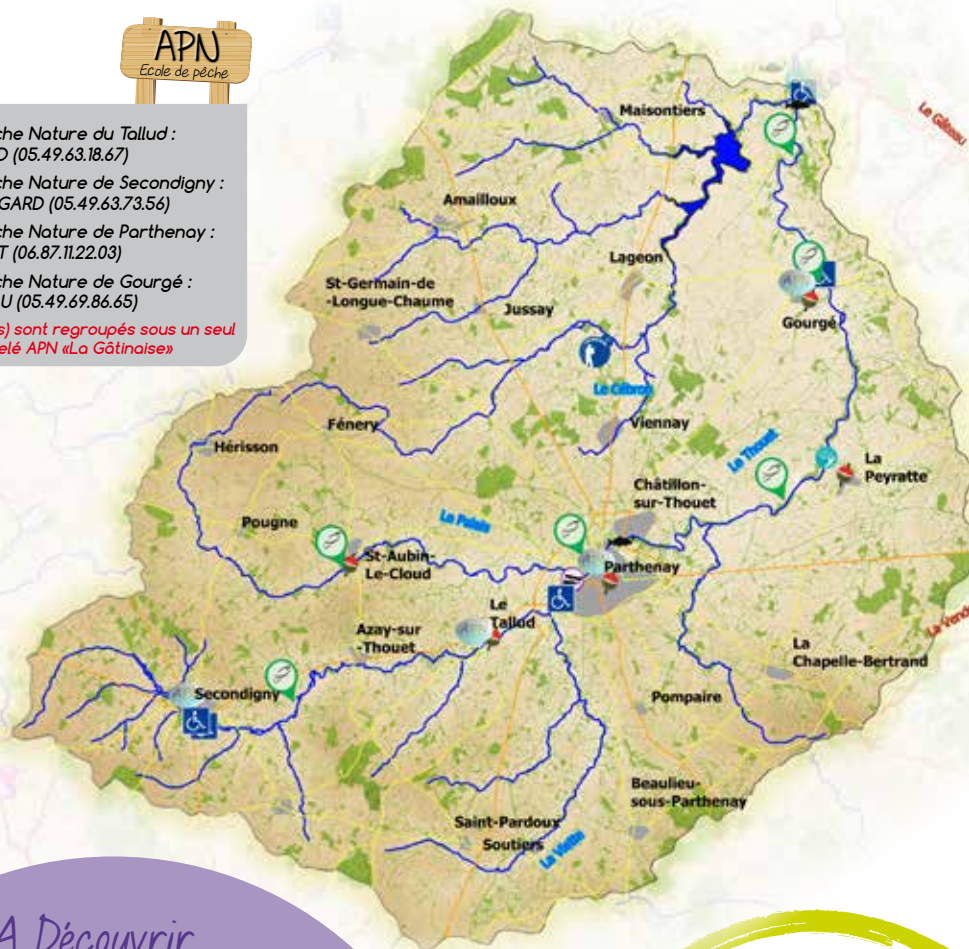 APN
Ecole de pêche
che Nature du Tallud :
D (05.49.63.18.67)
che Nature de Secondigny :
GARD (05.49.63.73.56)
che Nature de Parthenay :
T (06.87.11.22.03)
che Nature de Gourgé :
U (05.49.69.86.65)
s) sont regroupés sous un seul
elé APN «La Gâtinaise»
Maisontiers
Le Gâteau
Amailloux
Lageon
St-Germain-de
-Longue-Chaume
Jussay
Gourgé
Le Cébron
Fénery
Viennay
Hérisson
Le Thouet
La
Peyratte
Châtillon-
sur-Thouet
Pougne
Le Palais
St-Aubin-
Le-Cloud
Parthenay
Le
Tallud
La Vend
Azay-sur
-Thouet
La
Chapelle-Bertrand
Secondigny
Pompaire
Beaulieu-
sous-Parthenay
Saint-Pardoux
Soutiers
La Viette
A Découvrir